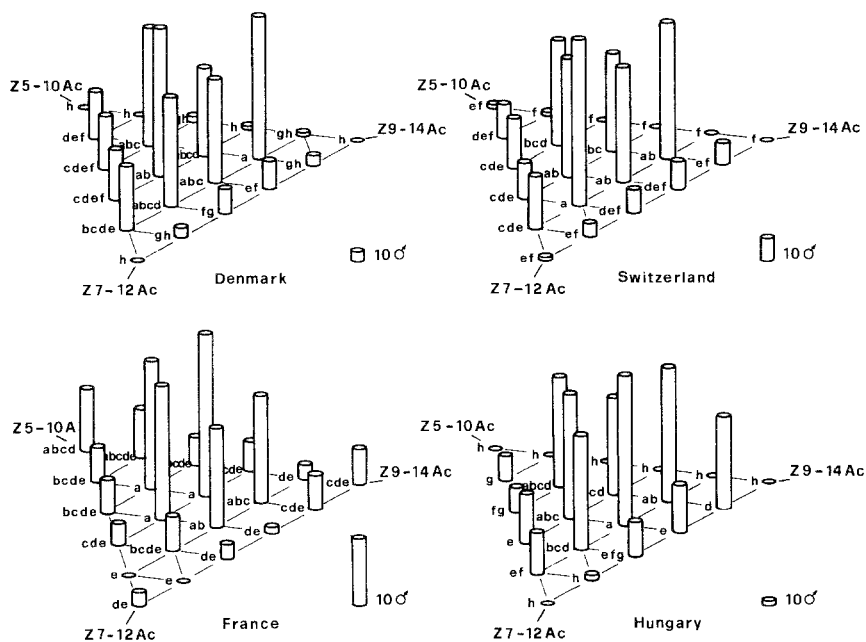 Z5-10Ac
h
h
gh
h
gh
h
Z9-14Ac
def
abc
abcd
a
gh
cdef
ab
abc
ef
cdef
abcd
fg
bcde
gh
h
Z7-12Ac
Denmark
10♂
Z5-10Ac
ef
f
f
f
f
f
Z9-14Ac
def
bcd
bc
ab
ef
cde
ab
ab
def
cde
a
def
cde
ef
ef
Z7-12Ac
Switzerland
10♂
Z5-10A
abcd
abcde
bcde
cde
de
cde
Z9-14Ac
bcde
a
a
abc
cde
bcde
a
ab
de
cde
bcde
de
e
e
de
Z7-12Ac
France
10♂
Z5-10Ac
h
h
h
h
h
h
Z9-14Ac
g
abcd
cd
ab
d
fg
abc
a
e
e
bcd
efg
ef
h
h
Z7-12Ac
Hungary
10♂